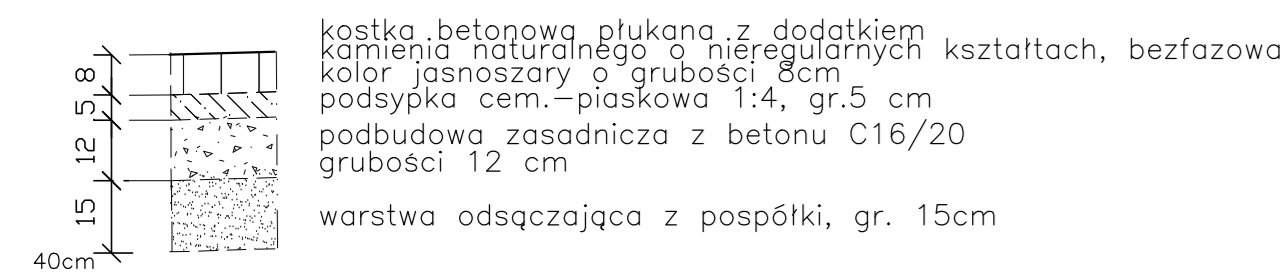 kostka betonowa płukana z dodatkiem
kamienia naturalnego o nieregularnych kształtach, bezfazowa
kolor jasnoszary o grubości 8cm
8
podsypka cem.–piaskowa 1:4, gr.5 cm
5
podbudowa zasadnicza z betonu C16/20
grubości 12 cm
12
warstwa odsączająca z pospółki, gr. 15cm
15
40cm